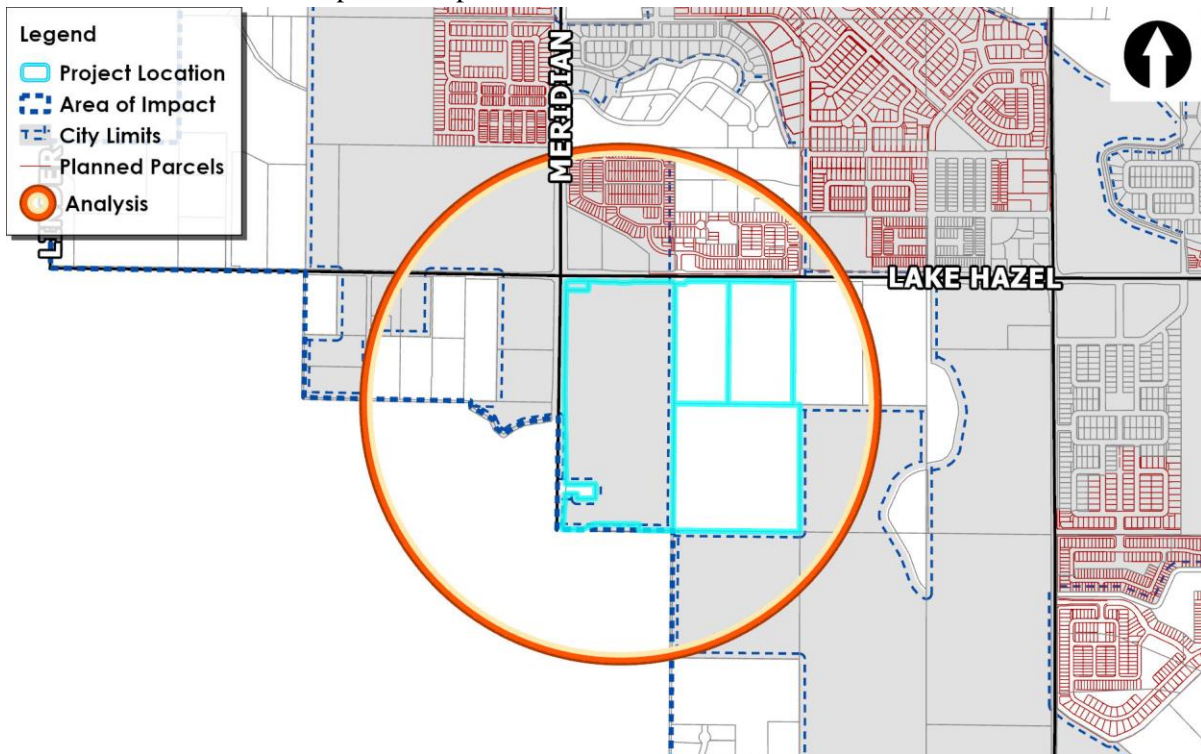 Legend
Project Location
Area of Impact
City Limits
Planned Parcels
Analysis
MERIDIAN
LAKE HAZEL